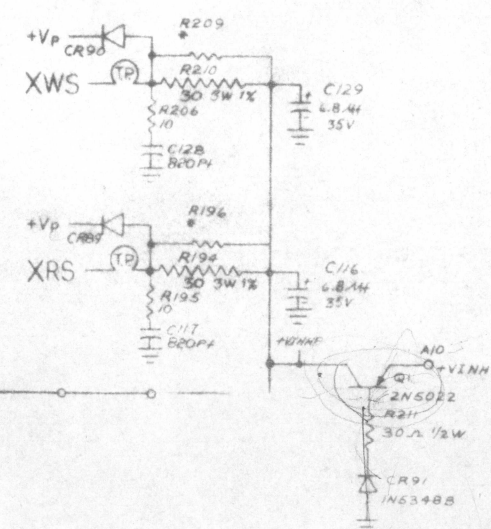 R209
*
+Vp
CR90
R210
XWS
TP
30 3W 1%
C129
6.8µf
35V
R206
10
C128
820Pf
R196
*
+Vp
CR89
R194
XRS
TP
30 3W 1%
C116
6.8µf
35V
R195
10
C117
820Pf
A10
+VINH
Q1
2N5022
R211
30Ω 1/2W
CR91
1N5348B